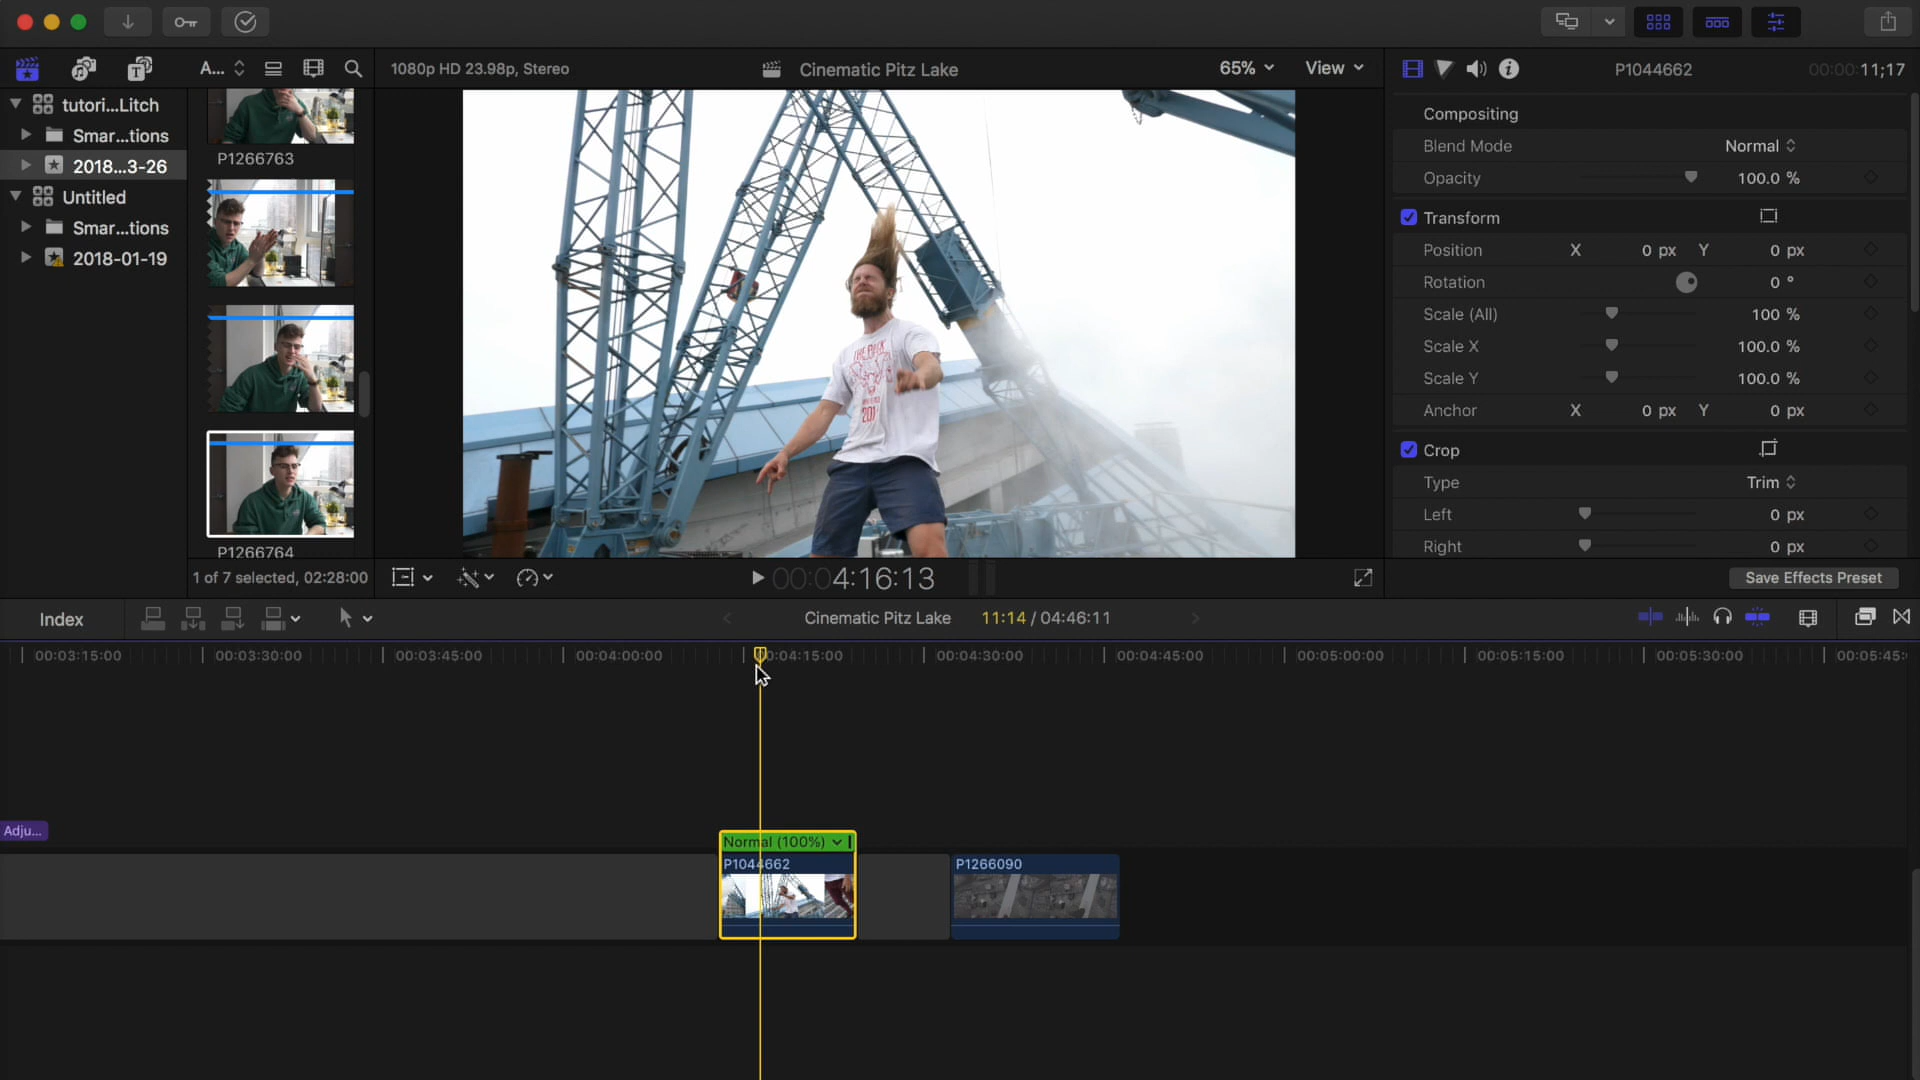 A...
1080p HD 23.98p, Stereo
Cinematic Pitz Lake
65%
View
P1044662
00:00:11;17
tutori...Litch
Smar...tions
2018...3-26
Untitled
Smar...tions
2018-01-19
P1266763
P1266764
1 of 7 selected, 02:28:00
THE
201
Compositing
Blend Mode
Normal
Opacity
100.0 %
Transform
Position X 0 px Y 0 px
Rotation 0 °
Scale (All) 100 %
Scale X 100.0 %
Scale Y 100.0 %
Anchor X 0 px Y 0 px
Crop
Type Trim
Left 0 px
Right 0 px
Save Effects Preset
00:04:16:13
Index
Cinematic Pitz Lake 11:14 / 04:46:11
00:03:15:00
00:03:30:00
00:03:45:00
00:04:00:00
00:04:15:00
00:04:30:00
00:04:45:00
00:05:00:00
00:05:15:00
00:05:30:00
00:05:45:
Adju...
Normal (100%)
P1044662
P1266090